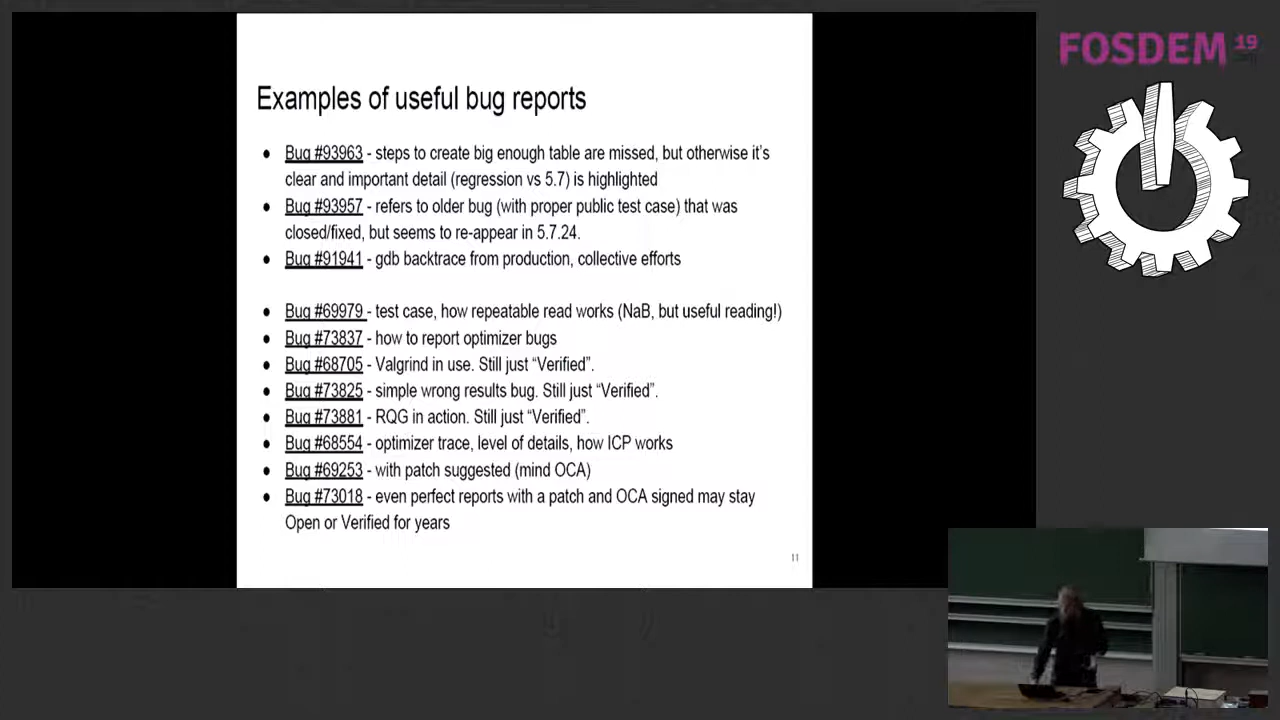 Examples of useful bug reports
● Bug #93963 - steps to create big enough table are missed, but otherwise it's
clear and important detail (regression vs 5.7) is highlighted
● Bug #93957 - refers to older bug (with proper public test case) that was
closed/fixed, but seems to re-appear in 5.7.24.
● Bug #91941 - gdb backtrace from production, collective efforts
● Bug #69979 - test case, how repeatable read works (NaB, but useful reading!)
● Bug #73837 - how to report optimizer bugs
● Bug #68705 - Valgrind in use. Still just “Verified”.
● Bug #73825 - simple wrong results bug. Still just “Verified”.
● Bug #73881 - RQG in action. Still just “Verified”.
● Bug #68554 - optimizer trace, level of details, how ICP works
● Bug #69253 - with patch suggested (mind OCA)
● Bug #73018 - even perfect reports with a patch and OCA signed may stay
Open or Verified for years
11
FOSDEM 19